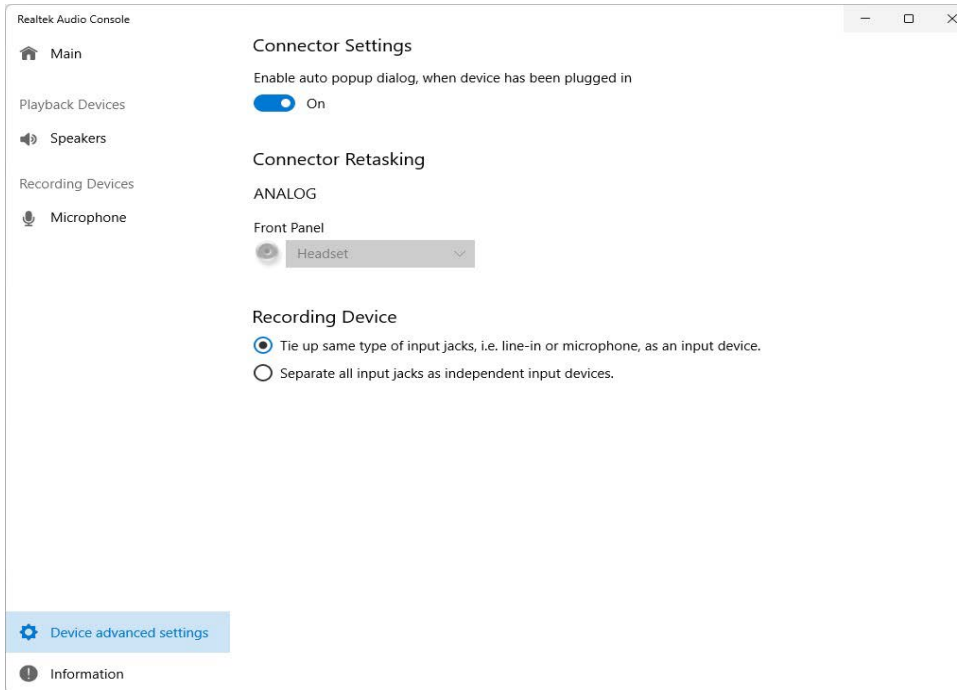 Realtek Audio Console
Main
Playback Devices
Speakers
Recording Devices
Microphone
Device advanced settings
Information
Connector Settings
Enable auto popup dialog, when device has been plugged in
On
Connector Retasking
ANALOG
Front Panel
Headset
Recording Device
Tie up same type of input jacks, i.e. line-in or microphone, as an input device.
Separate all input jacks as independent input devices.